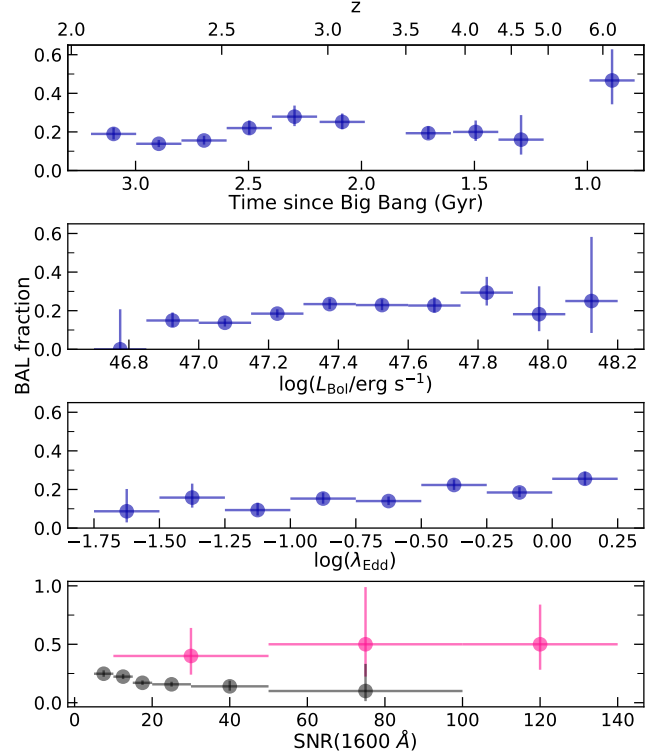 z
2.0 2.5 3.0 3.5 4.0 4.5 5.0 6.0
0.6
0.4
0.2
0.0
3.0 2.5 2.0 1.5 1.0
Time since Big Bang (Gyr)
0.6
0.3
0.0
46.8 47.0 47.2 47.4 47.6 47.8 48.0 48.2
log(L_Bol/erg s⁻¹)
BAL fraction
0.6
0.4
0.2
0.0
−1.75 −1.50 −1.25 −1.00 −0.75 −0.50 −0.25 0.00 0.25
log(λ_Edd)
1.0
0.5
0.0
0 20 40 60 80 100 120 140
SNR(1600 Å)